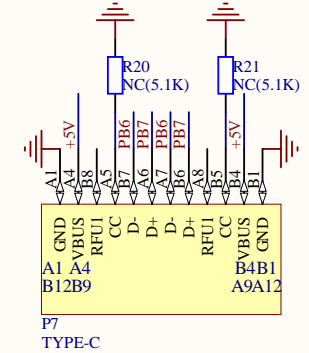 R20
NC(5.1K)
R21
NC(5.1K)
+5V
PB6
PB7
PB6
PB7
+5V
A1
A4
B8
A5
B7
A6
A7
B6
A8
B5
B4
B1
GND
VBUS
RFU1
CC
D-
D+
D-
D+
RFU1
CC
VBUS
GND
A1 A4
B4B1
B12B9
A9A12
P7
TYPE-C